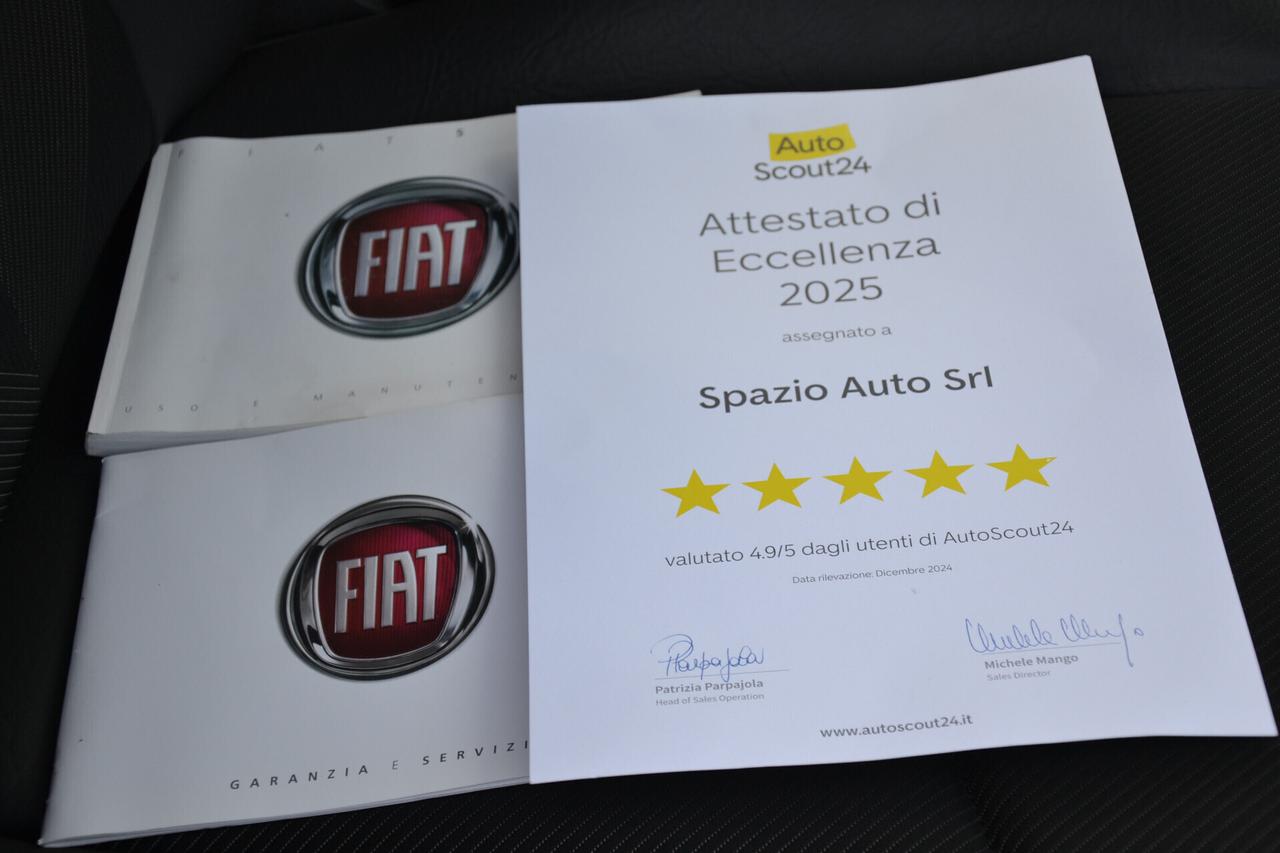 F I A T 5
FIAT
U S O E M A N U T E N
FIAT
GARANZIA E SERVIZI
Auto
Scout24
Attestato di
Eccellenza
2025
assegnato a
Spazio Auto Srl
valutato 4.9/5 dagli utenti di AutoScout24
Data rilevazione: Dicembre 2024
Parpajola
Patrizia Parpajola
Head of Sales Operation
Michele Mango
Sales Director
www.autoscout24.it